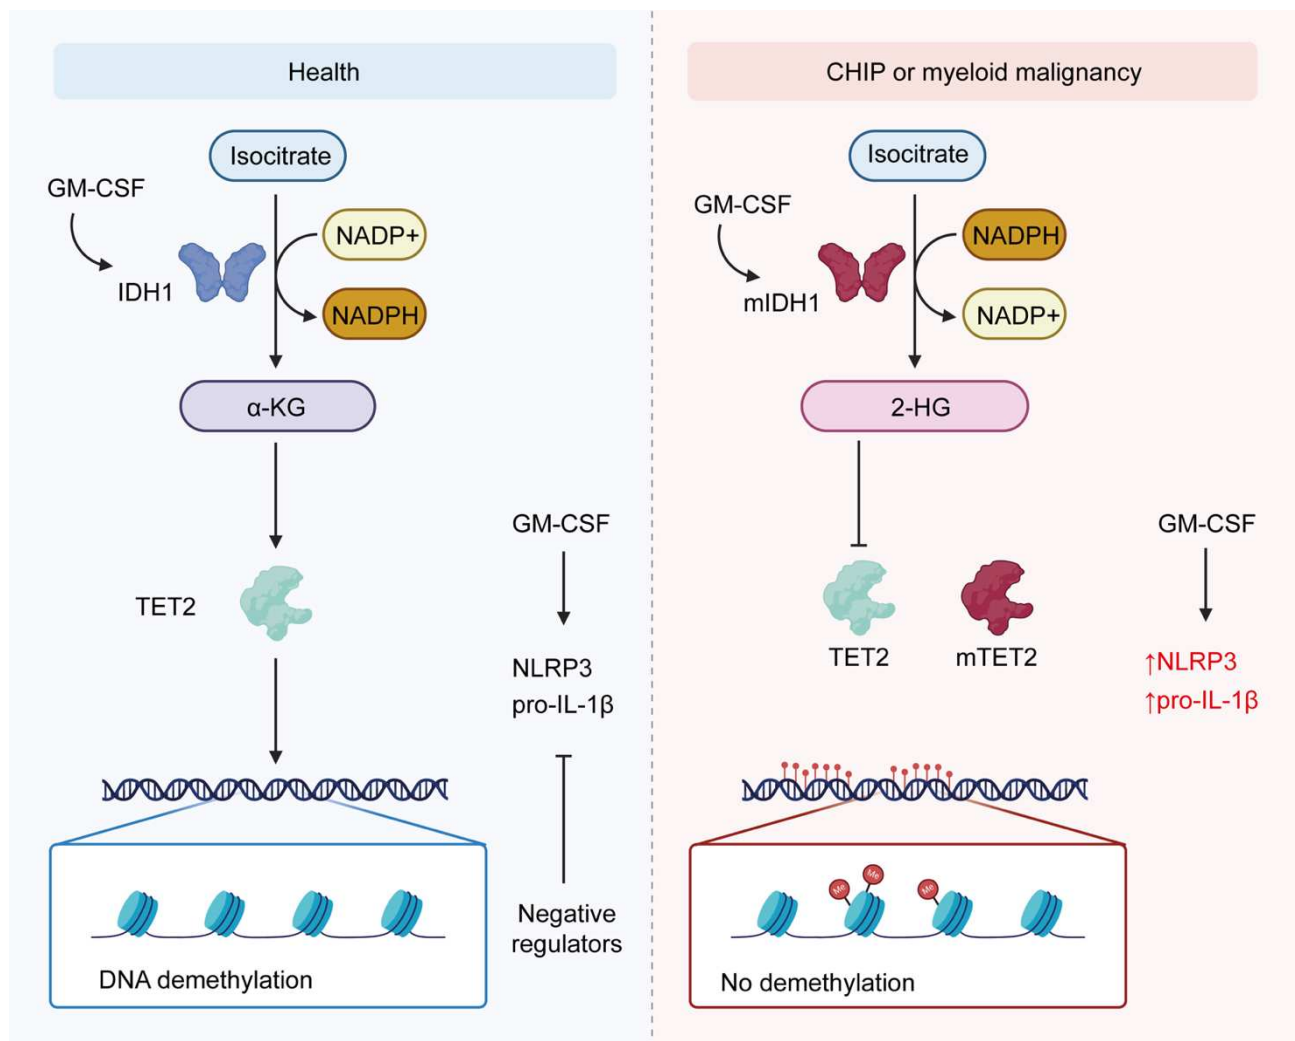 Health
Isocitrate
GM-CSF
NADP+
IDH1
NADPH
α-KG
GM-CSF
TET2
NLRP3
pro-IL-1β
Negative
regulators
DNA demethylation
CHIP or myeloid malignancy
Isocitrate
GM-CSF
NADPH
mIDH1
NADP+
2-HG
GM-CSF
TET2
mTET2
↑NLRP3
↑pro-IL-1β
Me
Me
Me
No demethylation